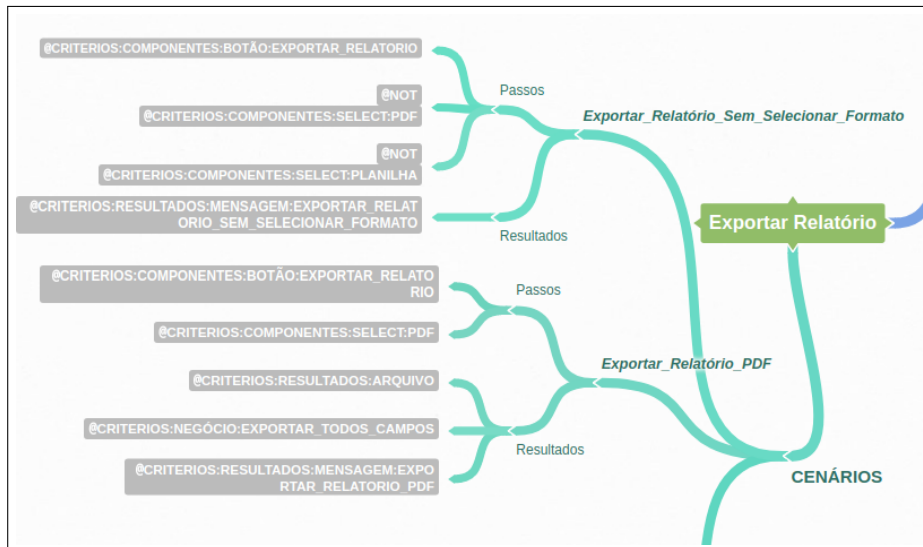 @CRITERIOS:COMPONENTES:BOTÃO:EXPORTAR_RELATORIO
Passos
@NOT
@CRITERIOS:COMPONENTES:SELECT:PDF
Exportar_Relatório_Sem_Selecionar_Formato
@NOT
@CRITERIOS:COMPONENTES:SELECT:PLANILHA
@CRITERIOS:RESULTADOS:MENSAGEM:EXPORTAR_RELAT
ORIO_SEM_SELECIONAR_FORMATO
Resultados
Exportar Relatório
@CRITERIOS:COMPONENTES:BOTÃO:EXPORTAR_RELATO
RIO
Passos
@CRITERIOS:COMPONENTES:SELECT:PDF
Exportar_Relatório_PDF
@CRITERIOS:RESULTADOS:ARQUIVO
@CRITERIOS:NEGÓCIO:EXPORTAR_TODOS_CAMPOS
Resultados
@CRITERIOS:RESULTADOS:MENSAGEM:EXPO
RTAR_RELATORIO_PDF
CENÁRIOS